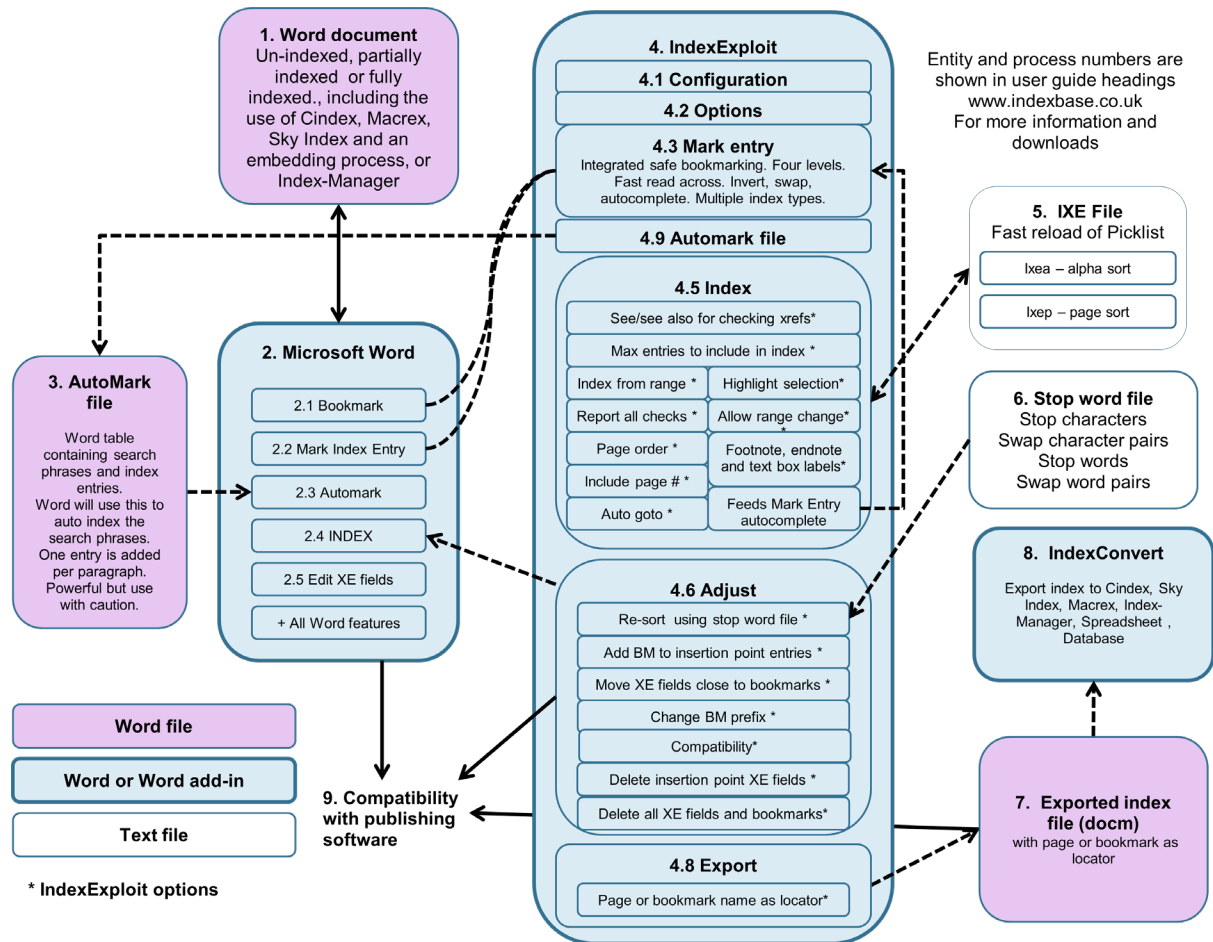 1. Word document
Un-indexed, partially
indexed or fully
indexed., including the
use of Cindex, Macrex,
Sky Index and an
embedding process, or
Index-Manager
2. Microsoft Word
2.1 Bookmark
2.2 Mark Index Entry
2.3 Automark
2.4 INDEX
2.5 Edit XE fields
+ All Word features
3. AutoMark
file
Word table
containing search
phrases and index
entries.
Word will use this to
auto index the
search phrases.
One entry is added
per paragraph.
Powerful but use
with caution.
Word file
Word or Word add-in
Text file
* IndexExploit options
9. Compatibility
with publishing
software
4. IndexExploit
4.1 Configuration
4.2 Options
4.3 Mark entry
Integrated safe bookmarking. Four levels.
Fast read across. Invert, swap,
autocomplete. Multiple index types.
4.9 Automark file
4.5 Index
See/see also for checking xrefs*
Max entries to include in index *
Index from range *
Highlight selection*
Report all checks *
Allow range change*
*
Page order *
Footnote, endnote
and text box labels*
Include page # *
Auto goto *
Feeds Mark Entry
autocomplete
4.6 Adjust
Re-sort using stop word file *
Add BM to insertion point entries *
Move XE fields close to bookmarks *
Change BM prefix *
Compatibility*
Delete insertion point XE fields *
Delete all XE fields and bookmarks*
4.8 Export
Page or bookmark name as locator*
Entity and process numbers are
shown in user guide headings
www.indexbase.co.uk
For more information and
downloads
5. IXE File
Fast reload of Picklist
Ixea – alpha sort
Ixep – page sort
6. Stop word file
Stop characters
Swap character pairs
Stop words
Swap word pairs
8. IndexConvert
Export index to Cindex, Sky
Index, Macrex, Index-
Manager, Spreadsheet ,
Database
7. Exported index
file (docm)
with page or bookmark as
locator